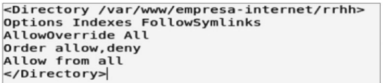 <Directory /var/www/empresa-internet/rrhh>
Options Indexes FollowSymlinks
AllowOverride All
Order allow,deny
Allow from all
</Directory>